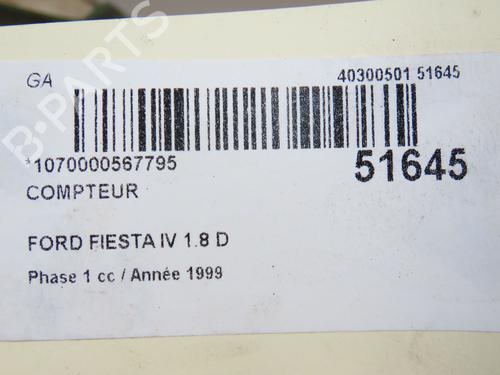 GA
40300501 51645
*1070000567795
51645
COMPTEUR
FORD FIESTA IV 1.8 D
Phase 1 cc / Année 1999
B-PARTS